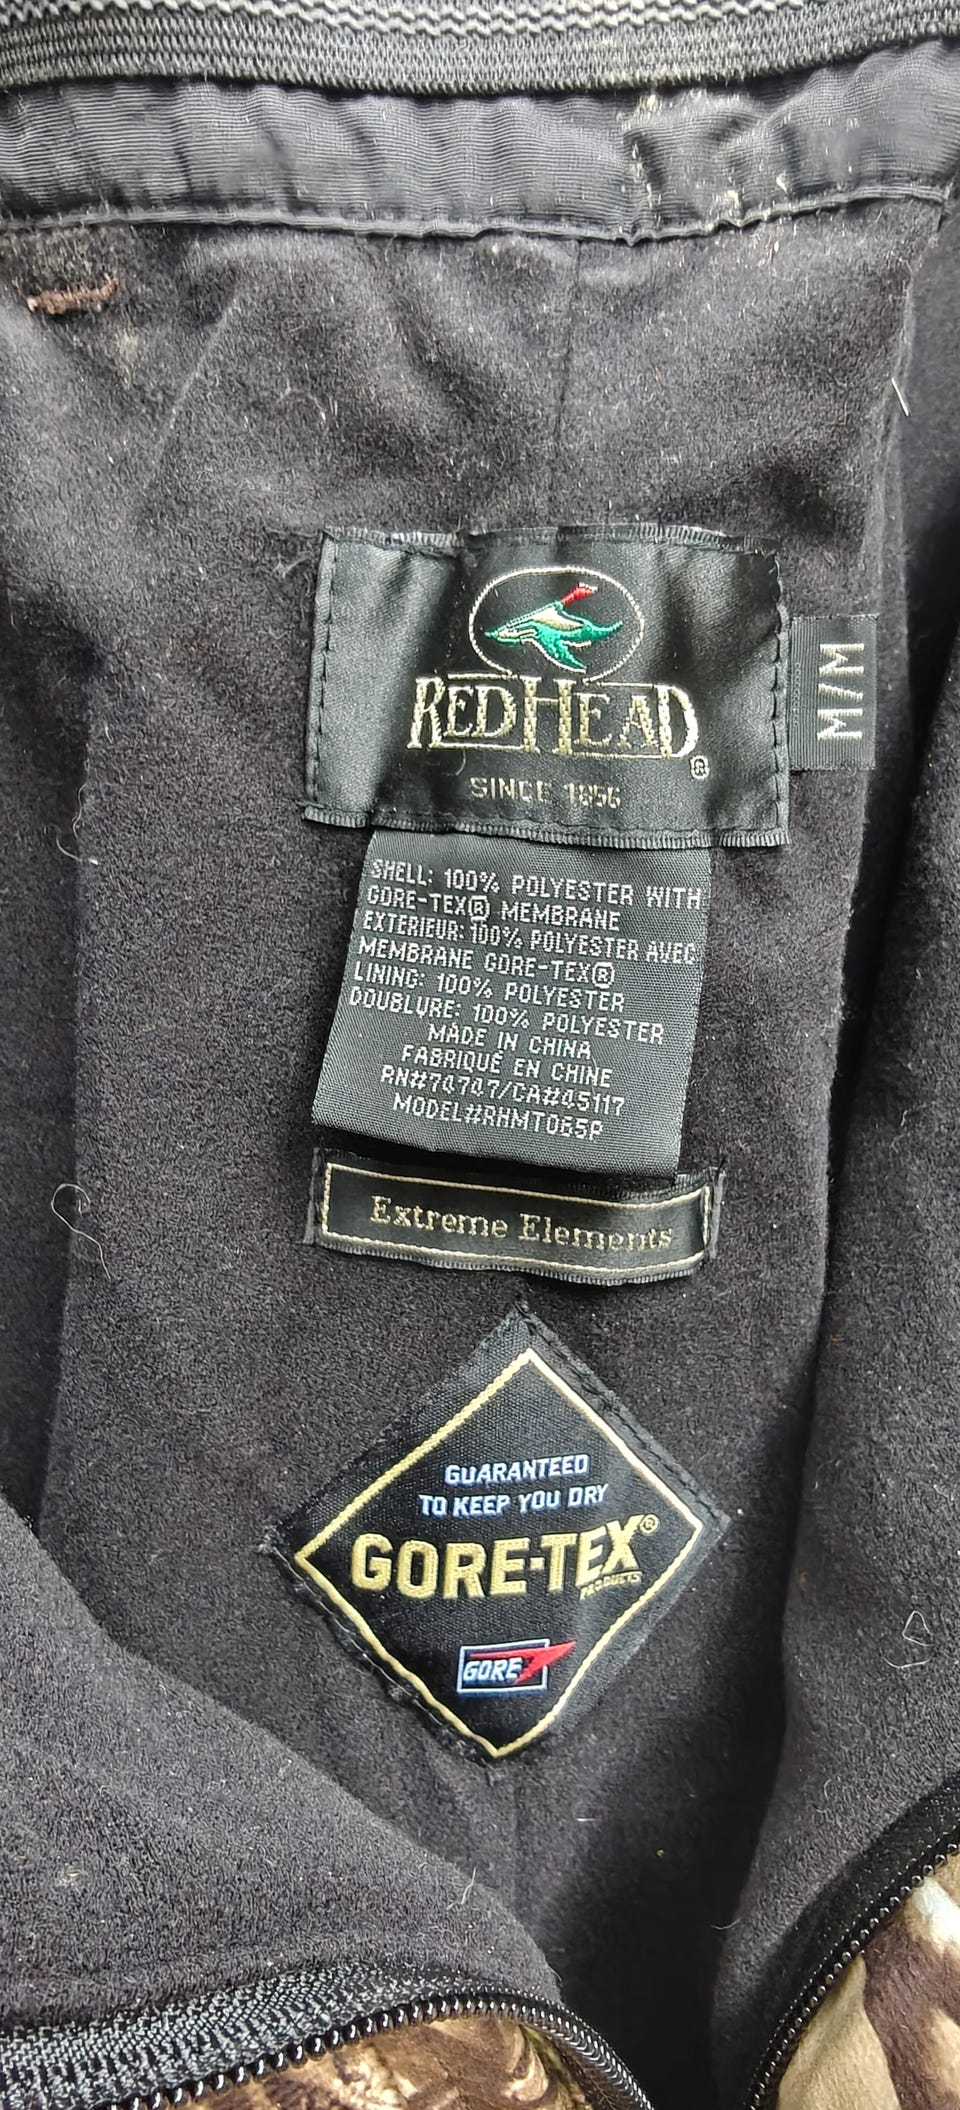 REDHEAD®
SINCE 1856
M/M
SHELL: 100% POLYESTER WITH
GORE-TEX® MEMBRANE
EXTERIEUR: 100% POLYESTER AVEC
MEMBRANE GORE-TEX®
LINING: 100% POLYESTER
DOUBLURE: 100% POLYESTER
MADE IN CHINA
FABRIQUÉ EN CHINE
RN#74747/CA#45117
MODEL#RHMT065P
Extreme Elements
GUARANTEED
TO KEEP YOU DRY
GORE-TEX®
PRODUCTS
GORE